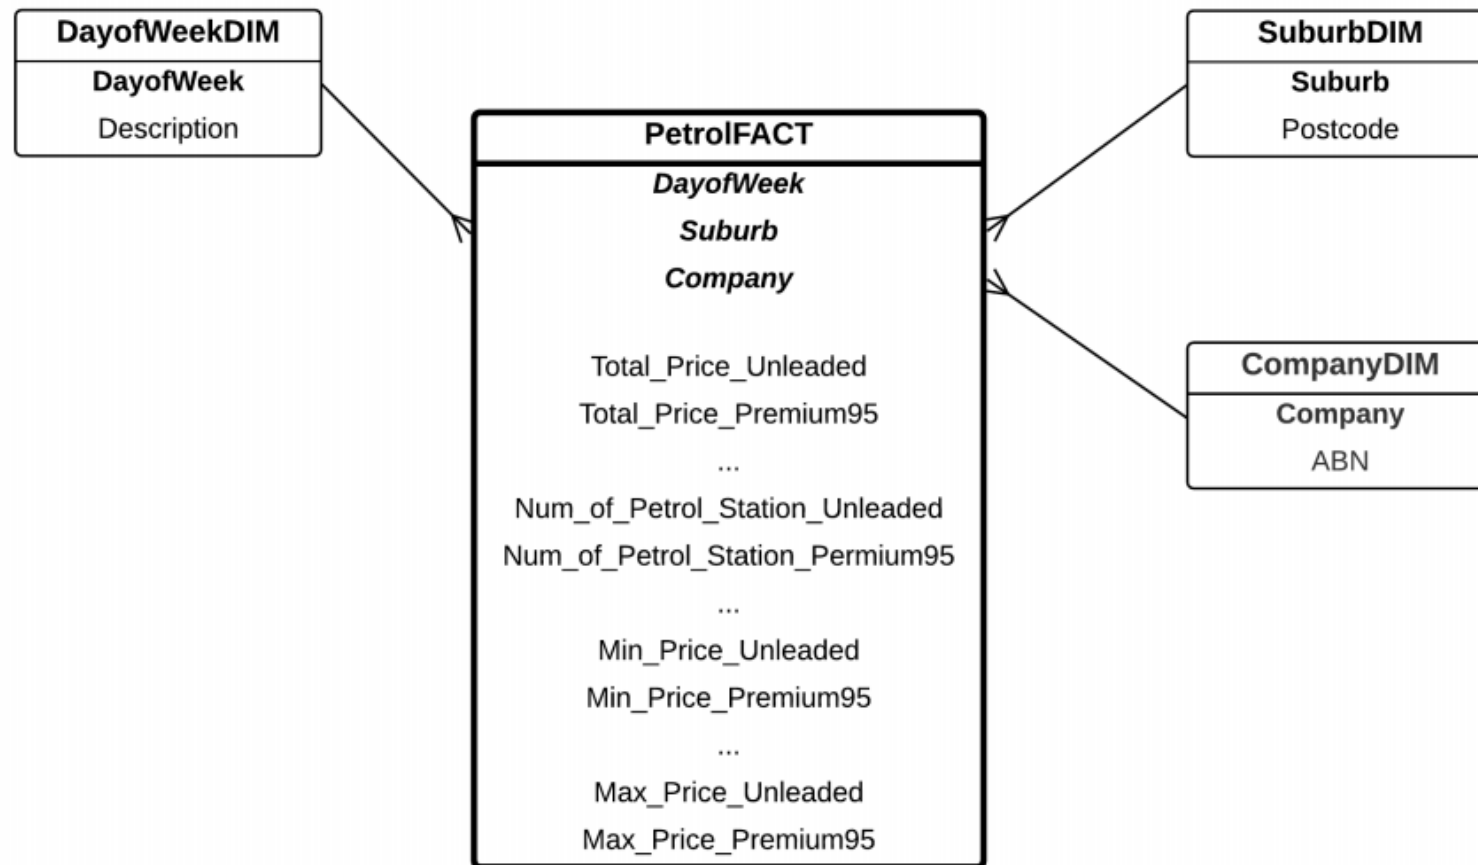 DayofWeekDIM
DayofWeek
Description
PetrolFACT
DayofWeek
Suburb
Company
Total_Price_Unleaded
Total_Price_Premium95
...
Num_of_Petrol_Station_Unleaded
Num_of_Petrol_Station_Permium95
...
Min_Price_Unleaded
Min_Price_Premium95
...
Max_Price_Unleaded
Max_Price_Premium95
SuburbDIM
Suburb
Postcode
CompanyDIM
Company
ABN